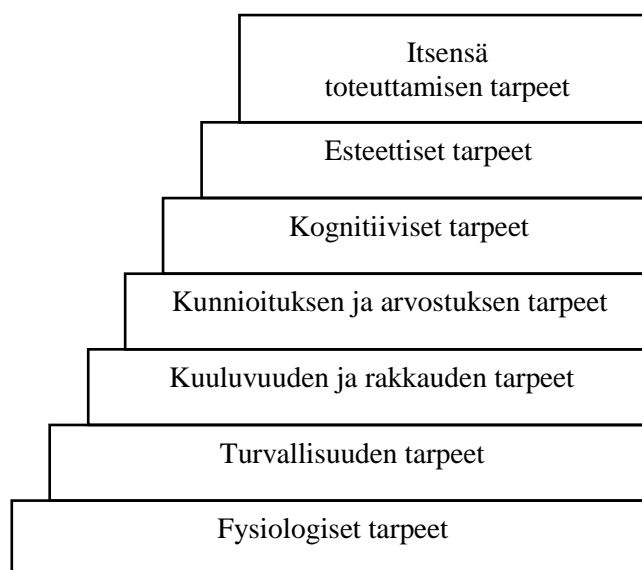 Itsensä
toteuttamisen tarpeet
Esteettiset tarpeet
Kognitiiviset tarpeet
Kunnioituksen ja arvostuksen tarpeet
Kuuluvuuden ja rakkauden tarpeet
Turvallisuuden tarpeet
Fysiologiset tarpeet